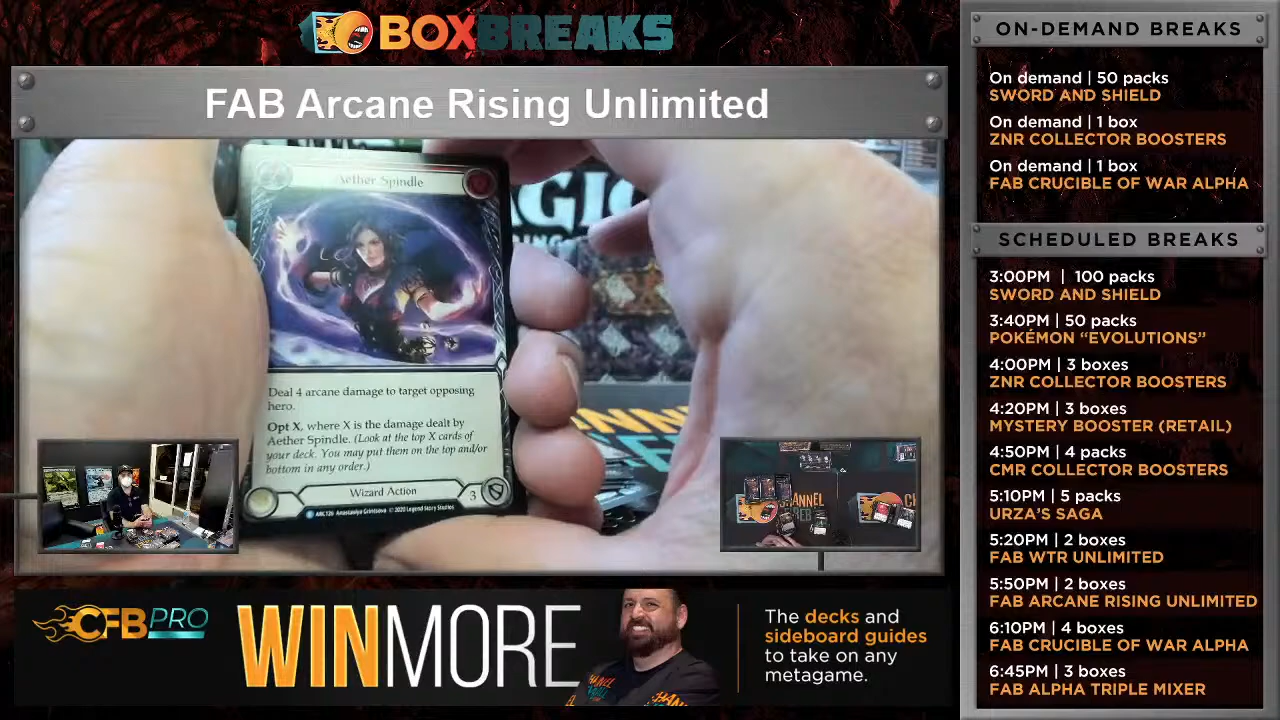 BOXBREAKS
FAB Arcane Rising Unlimited
Aether Spindle
Deal 4 arcane damage to target opposing
hero.
Opt X, where X is the damage dealt by
Aether Spindle. (Look at the top X cards of
your deck. You may put them on the top and/or
bottom in any order.)
Wizard Action
3
© 2020 Legend Story Studios
CFB PRO
WINMORE
The decks and
sideboard guides
to take on any
metagame.
ON-DEMAND BREAKS
On demand | 50 packs
SWORD AND SHIELD
On demand | 1 box
ZNR COLLECTOR BOOSTERS
On demand | 1 box
FAB CRUCIBLE OF WAR ALPHA
SCHEDULED BREAKS
3:00PM | 100 packs
SWORD AND SHIELD
3:40PM | 50 packs
POKÉMON “EVOLUTIONS”
4:00PM | 3 boxes
ZNR COLLECTOR BOOSTERS
4:20PM | 3 boxes
MYSTERY BOOSTER (RETAIL)
4:50PM | 4 packs
CMR COLLECTOR BOOSTERS
5:10PM | 5 packs
URZA'S SAGA
5:20PM | 2 boxes
FAB WTR UNLIMITED
5:50PM | 2 boxes
FAB ARCANE RISING UNLIMITED
6:10PM | 4 boxes
FAB CRUCIBLE OF WAR ALPHA
6:45PM | 3 boxes
FAB ALPHA TRIPLE MIXER